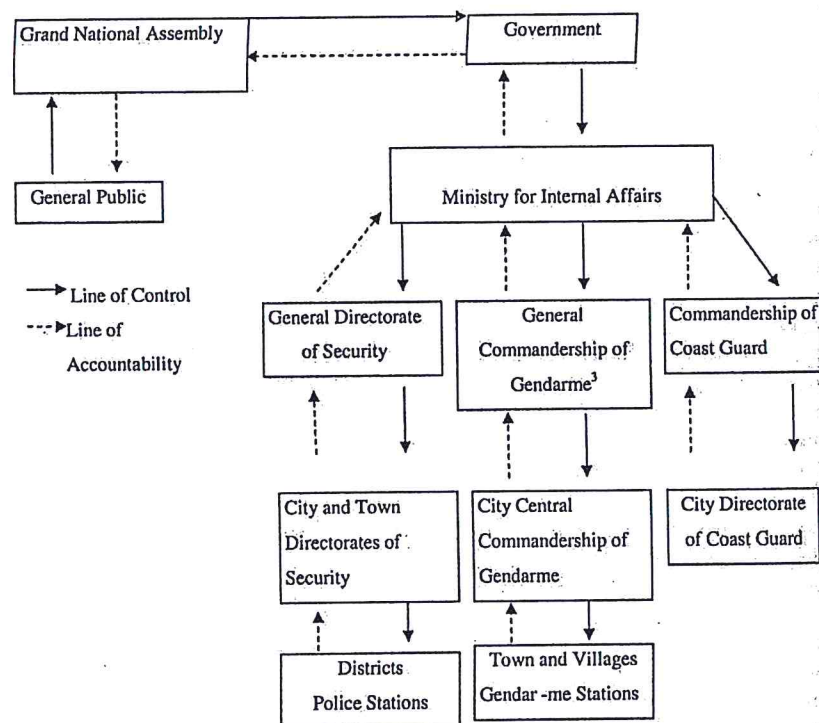 Grand National Assembly
Government
General Public
Ministry for Internal Affairs
Line of Control
Line of
Accountability
General Directorate
of Security
General
Commandership of
Gendarme³
Commandership of
Coast Guard
City and Town
Directorates of
Security
City Central
Commandership of
Gendarme
City Directorate
of Coast Guard
Districts
Police Stations
Town and Villages
Gendar -me Stations